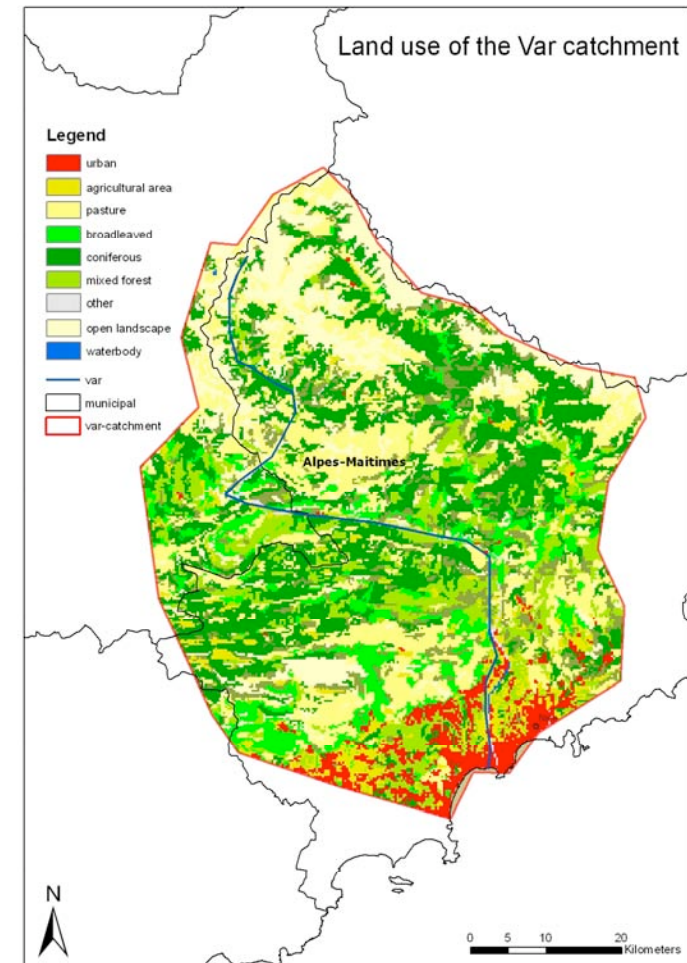 Land use of the Var catchment
Legend
urban
agricultural area
pasture
broadleaved
coniferous
mixed forest
other
open landscape
waterbody
var
municipal
var-catchment
Alpes-Maitimes
N
0 5 10 20
Kilometers